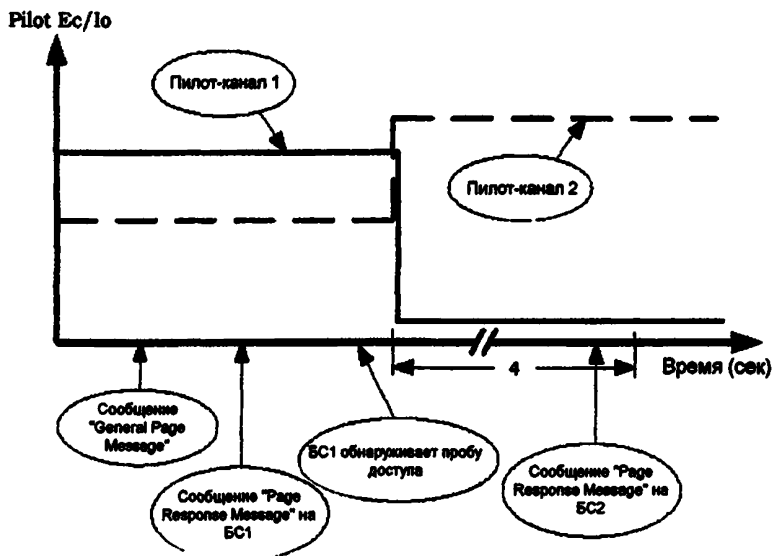 Pilot Ec/Io
Пилот-канал 1
Пилот-канал 2
4
Время (сек)
Сообщение
"General Page
Message"
Сообщение "Page
Response Message" на
БС1
БС1 обнаруживает пробу
доступа
Сообщение "Page
Response Message" на
БС2